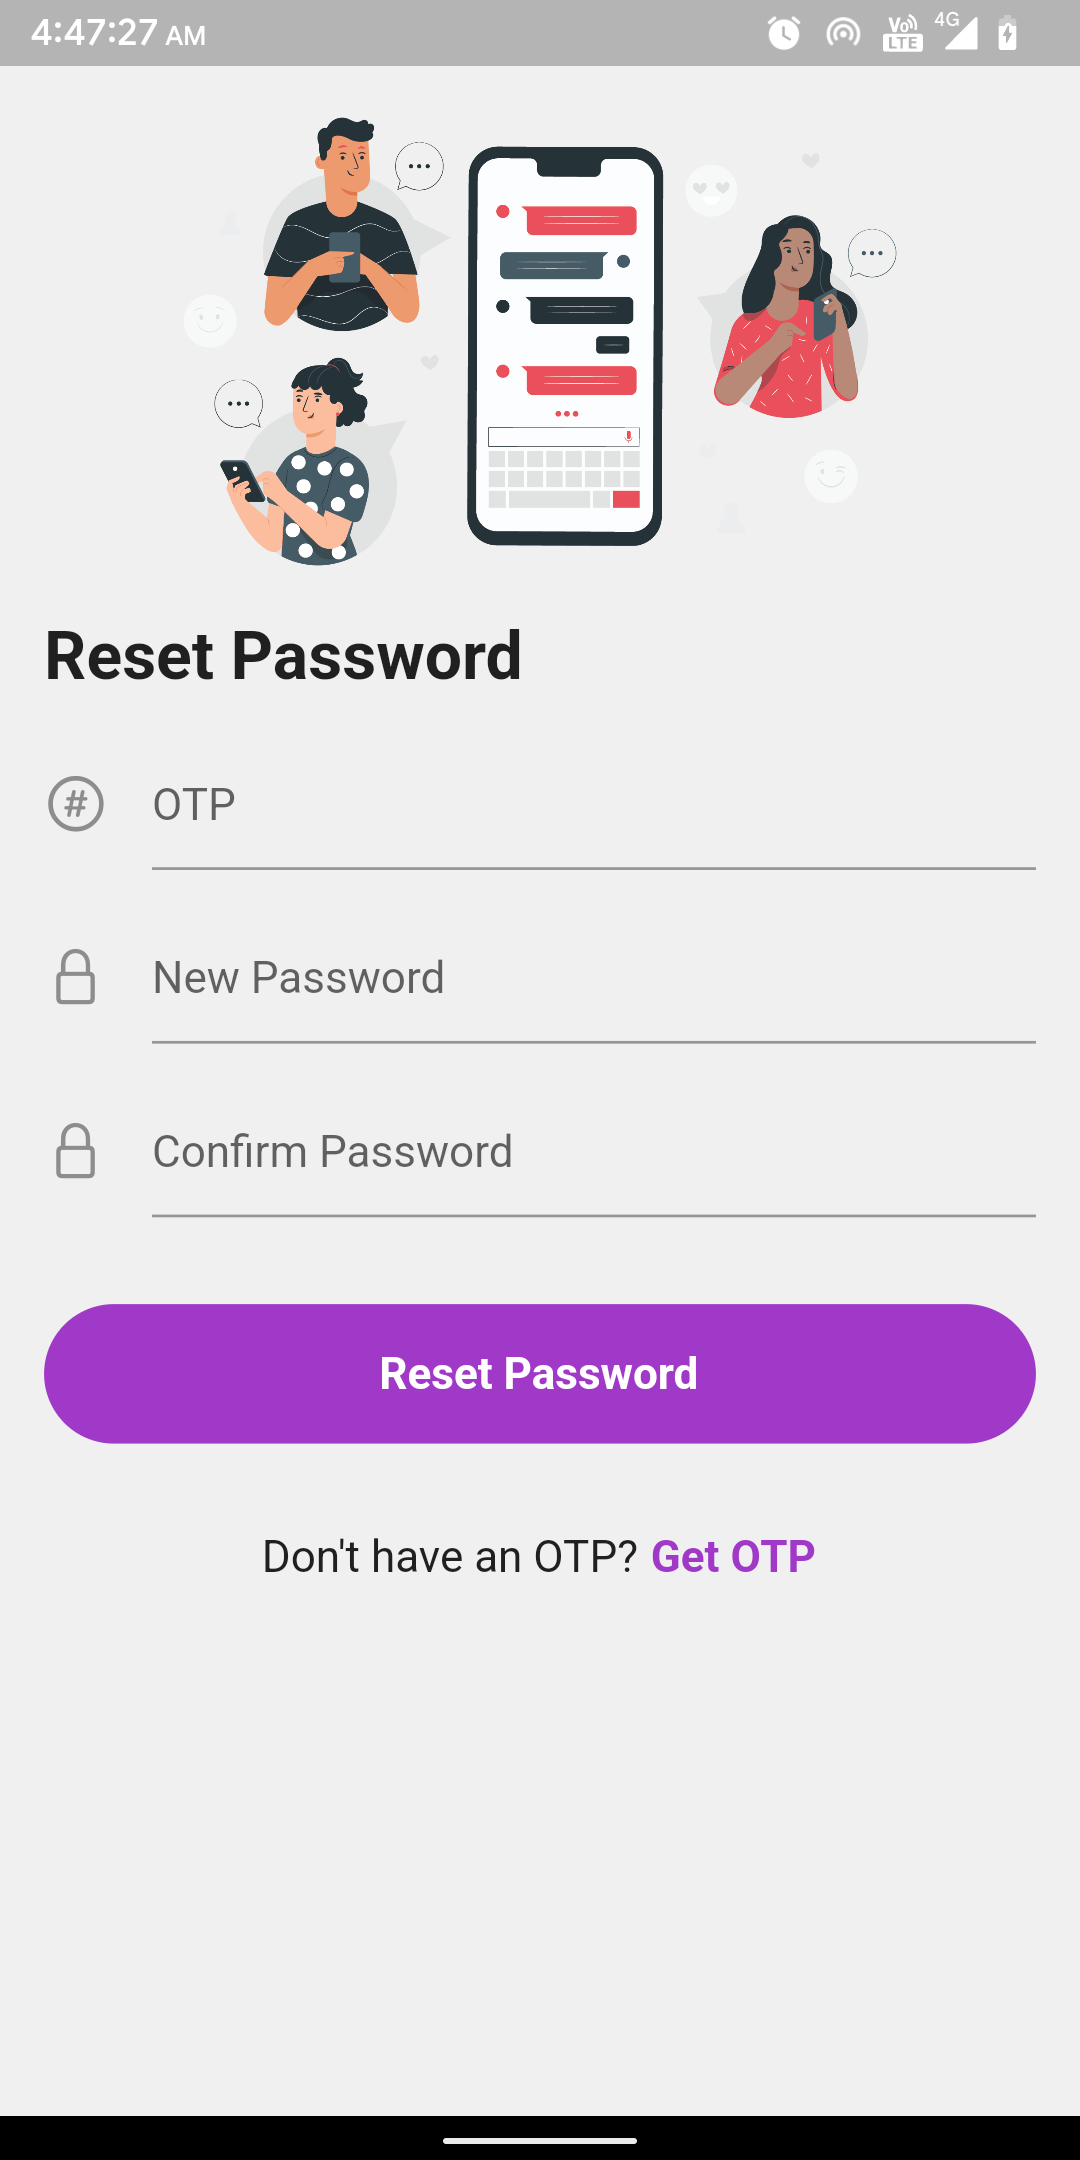 4:47:27 AM
Vo LTE 4G
Reset Password
# OTP
New Password
Confirm Password
Reset Password
Don't have an OTP? Get OTP